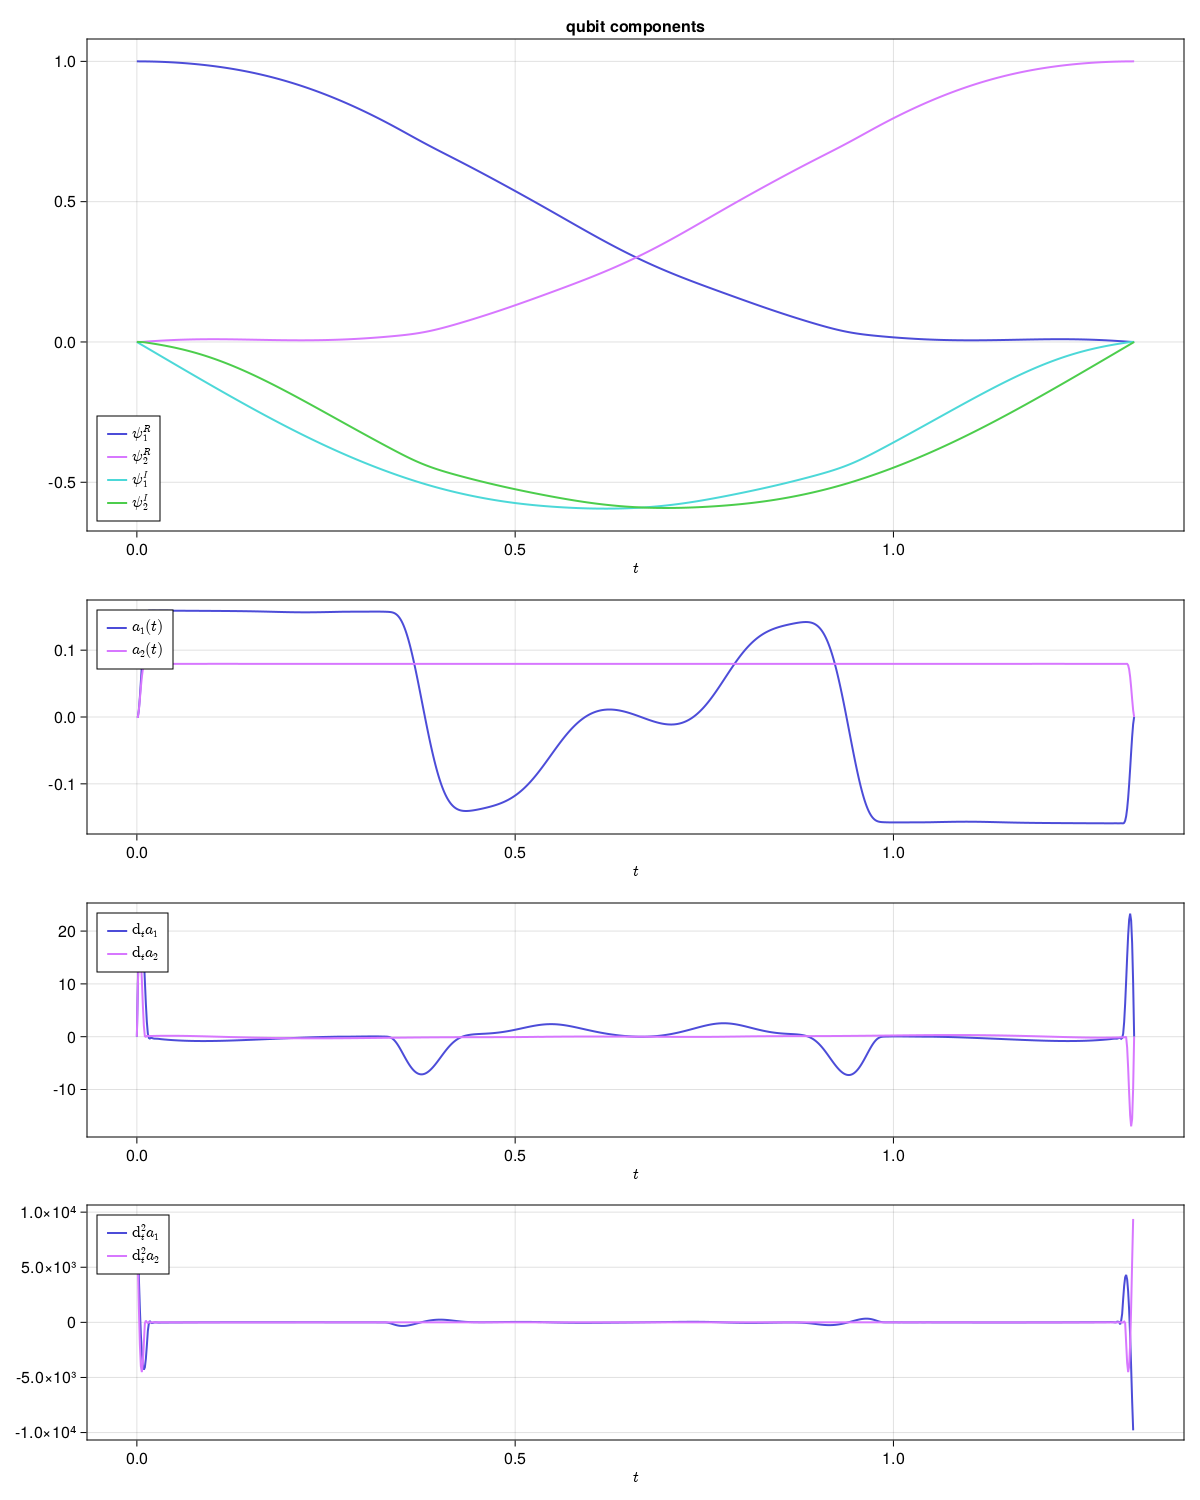 qubit components
1.0
0.5
0.0
-0.5
ψ₁ᴿ
ψ₂ᴿ
ψ₁ᴵ
ψ₂ᴵ
0.0 0.5 1.0
t
0.1
0.0
-0.1
a₁(t)
a₂(t)
0.0 0.5 1.0
t
20
10
0
-10
dₜa₁
dₜa₂
0.0 0.5 1.0
t
1.0×10⁴
5.0×10³
0
-5.0×10³
-1.0×10⁴
dₜ²a₁
dₜ²a₂
0.0 0.5 1.0
t